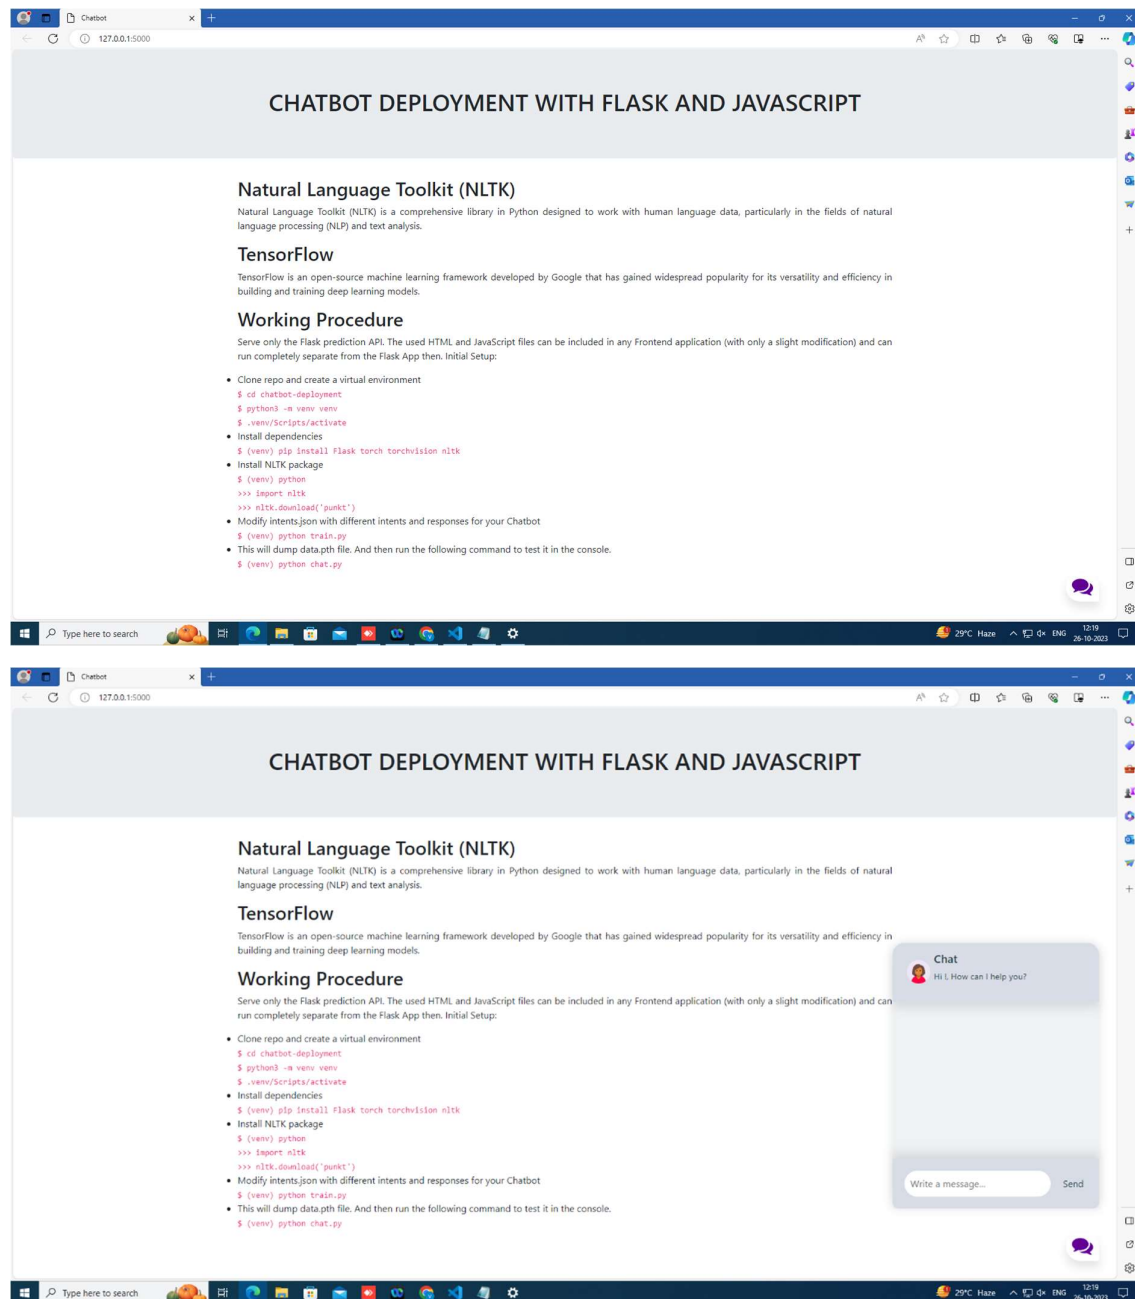 Chatbot
127.0.0.1:5000
CHATBOT DEPLOYMENT WITH FLASK AND JAVASCRIPT
Natural Language Toolkit (NLTK)
Natural Language Toolkit (NLTK) is a comprehensive library in Python designed to work with human language data, particularly in the fields of natural
language processing (NLP) and text analysis.
TensorFlow
TensorFlow is an open-source machine learning framework developed by Google that has gained widespread popularity for its versatility and efficiency in
building and training deep learning models.
Working Procedure
Serve only the Flask prediction API. The used HTML and JavaScript files can be included in any Frontend application (with only a slight modification) and can
run completely separate from the Flask App then. Initial Setup:
• Clone repo and create a virtual environment
$ cd chatbot-deployment
$ python3 -m venv venv
$ .venv/Scripts/activate
• Install dependencies
$ (venv) pip install Flask torch torchvision nltk
• Install NLTK package
$ (venv) python
>>> import nltk
>>> nltk.download('punkt')
• Modify intents.json with different intents and responses for your Chatbot
$ (venv) python train.py
• This will dump data.pth file. And then run the following command to test it in the console.
$ (venv) python chat.py
Type here to search
29°C Haze
ENG
12:19
26-10-2023
Chatbot
127.0.0.1:5000
CHATBOT DEPLOYMENT WITH FLASK AND JAVASCRIPT
Natural Language Toolkit (NLTK)
Natural Language Toolkit (NLTK) is a comprehensive library in Python designed to work with human language data, particularly in the fields of natural
language processing (NLP) and text analysis.
TensorFlow
TensorFlow is an open-source machine learning framework developed by Google that has gained widespread popularity for its versatility and efficiency in
building and training deep learning models.
Working Procedure
Serve only the Flask prediction API. The used HTML and JavaScript files can be included in any Frontend application (with only a slight modification) and can
run completely separate from the Flask App then. Initial Setup:
• Clone repo and create a virtual environment
$ cd chatbot-deployment
$ python3 -m venv venv
$ .venv/Scripts/activate
• Install dependencies
$ (venv) pip install Flask torch torchvision nltk
• Install NLTK package
$ (venv) python
>>> import nltk
>>> nltk.download('punkt')
• Modify intents.json with different intents and responses for your Chatbot
$ (venv) python train.py
• This will dump data.pth file. And then run the following command to test it in the console.
$ (venv) python chat.py
Chat
Hi !, How can I help you?
Write a message...
Send
Type here to search
29°C Haze
ENG
12:19
26-10-2023